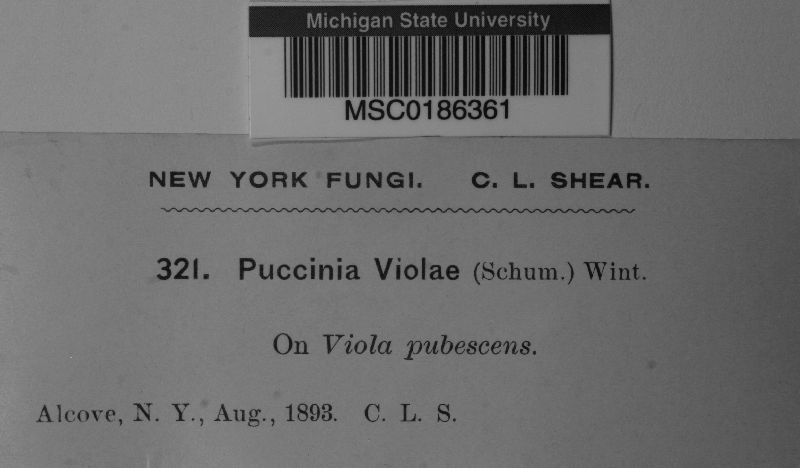 Michigan State University
MSC0186361
NEW YORK FUNGI. C. L. SHEAR.
321. Puccinia Violae (Schum.) Wint.
On Viola pubescens.
Alcove, N. Y., Aug., 1893. C. L. S.